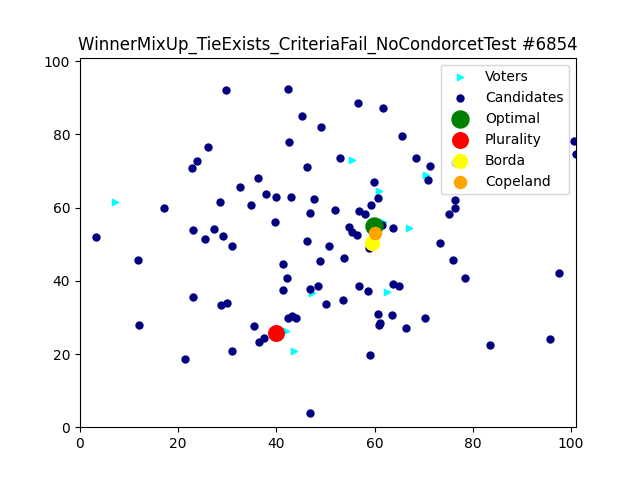 WinnerMixUp_TieExists_CriteriaFail_NoCondorcetTest #6854
100
80
60
40
20
0
0 20 40 60 80 100
Voters
Candidates
Optimal
Plurality
Borda
Copeland